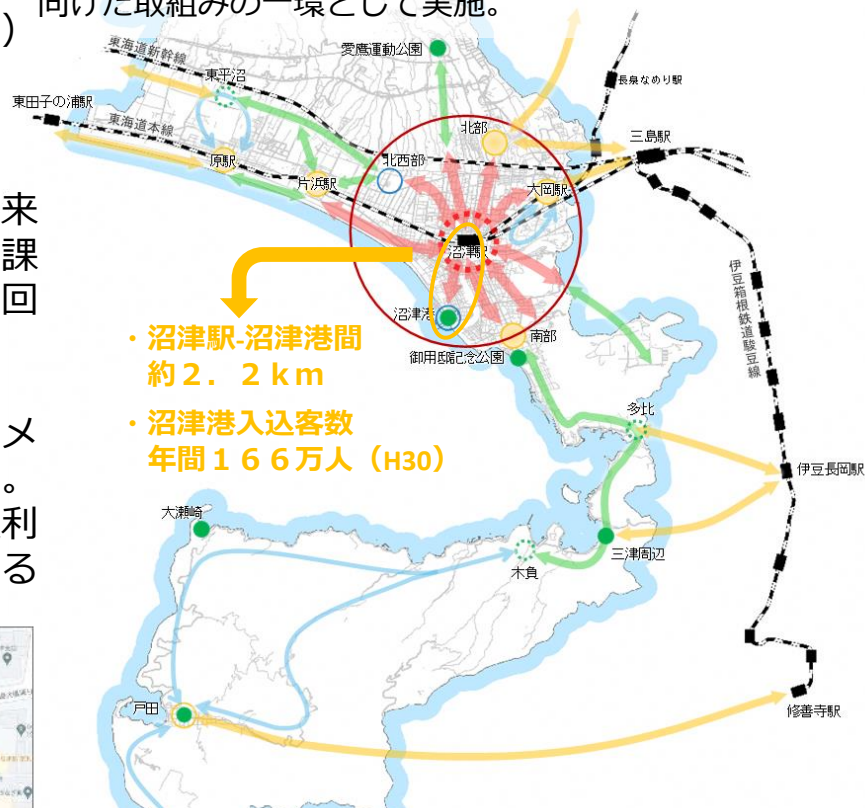 向けた取組みの一環として実施。
)
来
課
回
メ
。
利
る
愛鷹運動公園
東海道新幹線
東平沼
長泉なめり駅
東田子の浦駅
東海道本線
北部
三島駅
原駅
片浜駅
北西部
大岡駅
沼津駅
伊豆箱根鉄道駿豆線
沼津港
南部
御用邸記念公園
・沼津駅-沼津港間
約2.2km
・沼津港入込客数
年間166万人(H30)
多比
伊豆長岡駅
大瀬崎
三津周辺
木負
戸田
修善寺駅